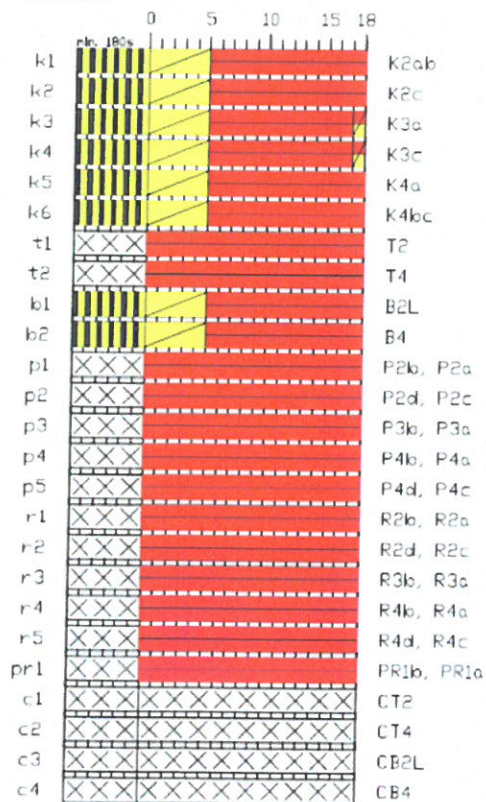 0 5 10 15 18
min. 180s
k1 K2ab
k2 K2c
k3 K3a
k4 K3c
k5 K4a
k6 K4bc
t1 T2
t2 T4
b1 B2L
b2 B4
p1 P2b, P2a
p2 P2d, P2c
p3 P3b, P3a
p4 P4b, P4a
p5 P4d, P4c
r1 R2b, R2a
r2 R2d, R2c
r3 R3b, R3a
r4 R4b, R4a
r5 R4d, R4c
pr1 PR1b, PR1a
c1 CT2
c2 CT4
c3 CB2L
c4 CB4